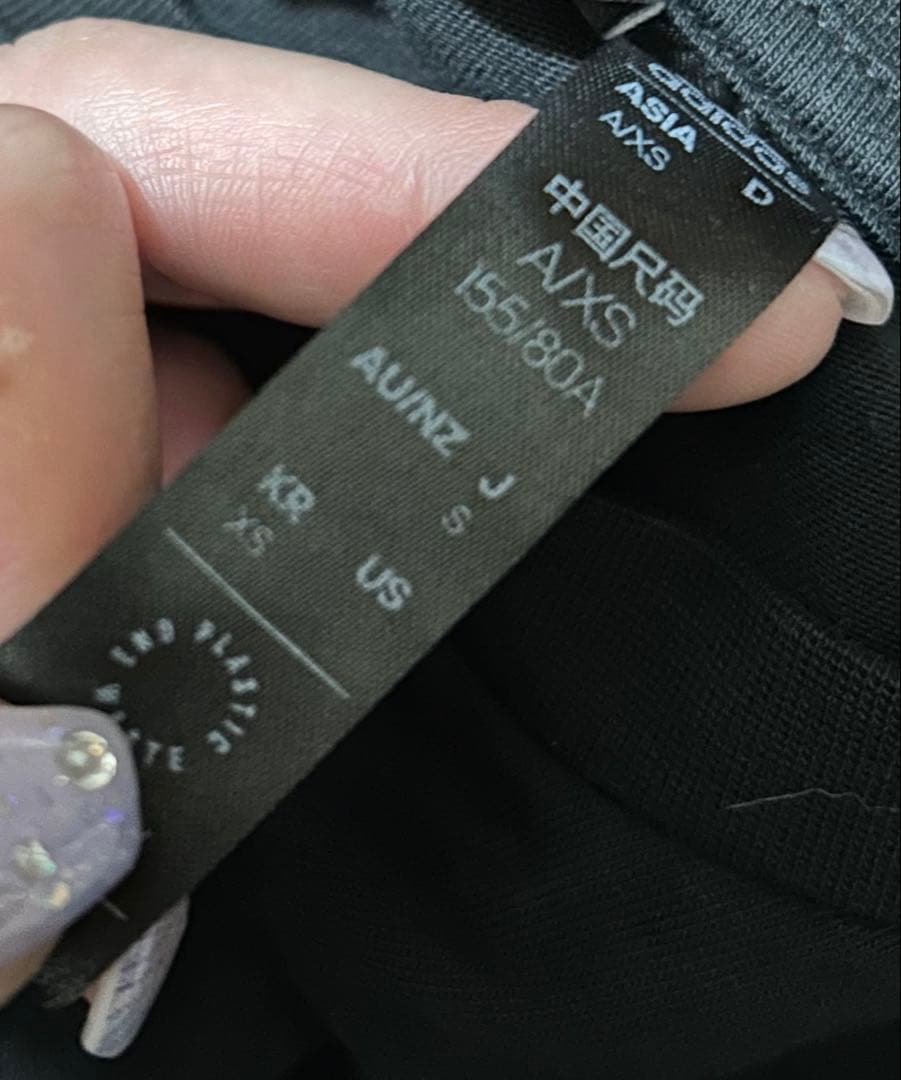 adidas
ASIA D
A/XS
中国尺码
A/XS
155/80A
AU/NZ J
S
KR US
XS
END PLASTIC WASTE